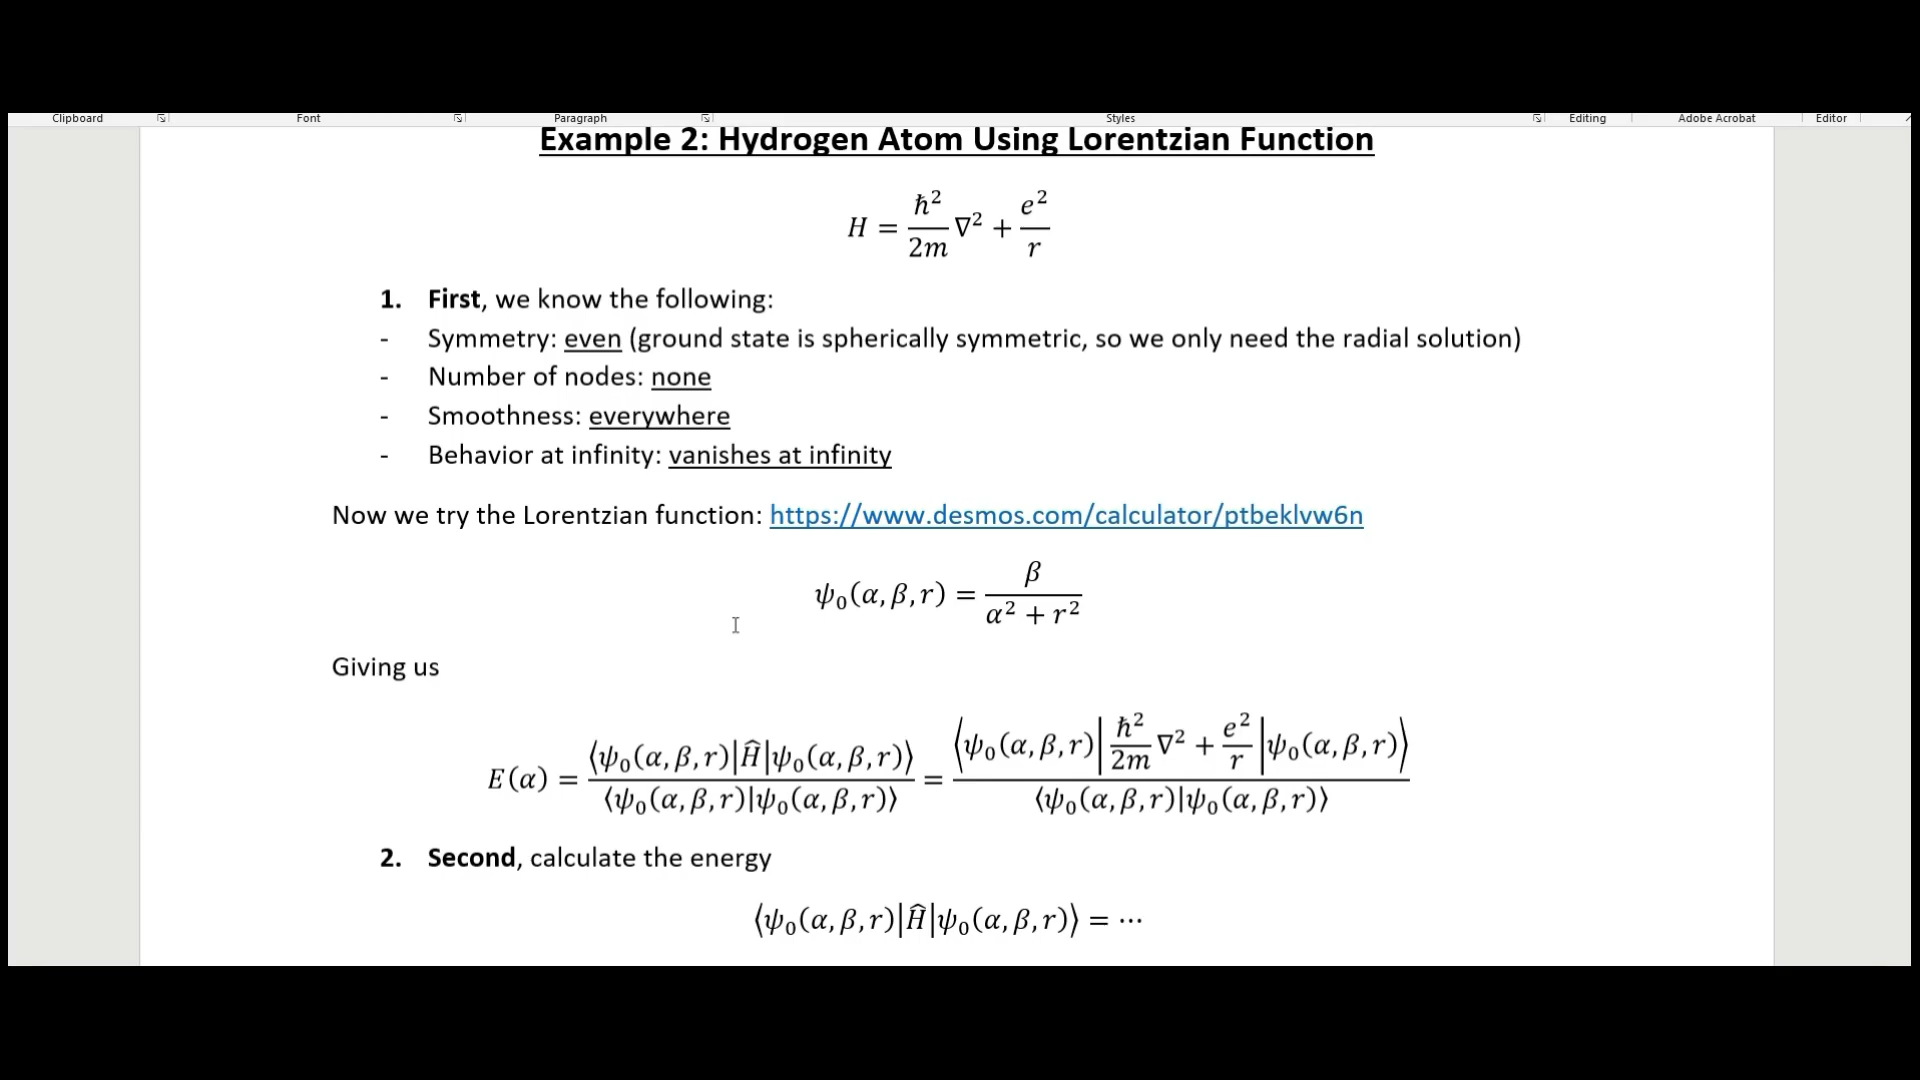 Clipboard Font Paragraph Styles Editing Adobe Acrobat Editor
Example 2: Hydrogen Atom Using Lorentzian Function
H = ħ²/2m ∇² + e²/r
1. First, we know the following:
- Symmetry: even (ground state is spherically symmetric, so we only need the radial solution)
- Number of nodes: none
- Smoothness: everywhere
- Behavior at infinity: vanishes at infinity
Now we try the Lorentzian function: https://www.desmos.com/calculator/ptbeklvw6n
ψ₀(α, β, r) = β/(α² + r²)
Giving us
E(α) = ⟨ψ₀(α, β, r)|Ĥ|ψ₀(α, β, r)⟩/⟨ψ₀(α, β, r)|ψ₀(α, β, r)⟩ = ⟨ψ₀(α, β, r)|ħ²/2m ∇² + e²/r|ψ₀(α, β, r)⟩/⟨ψ₀(α, β, r)|ψ₀(α, β, r)⟩
2. Second, calculate the energy
⟨ψ₀(α, β, r)|Ĥ|ψ₀(α, β, r)⟩ = ⋯